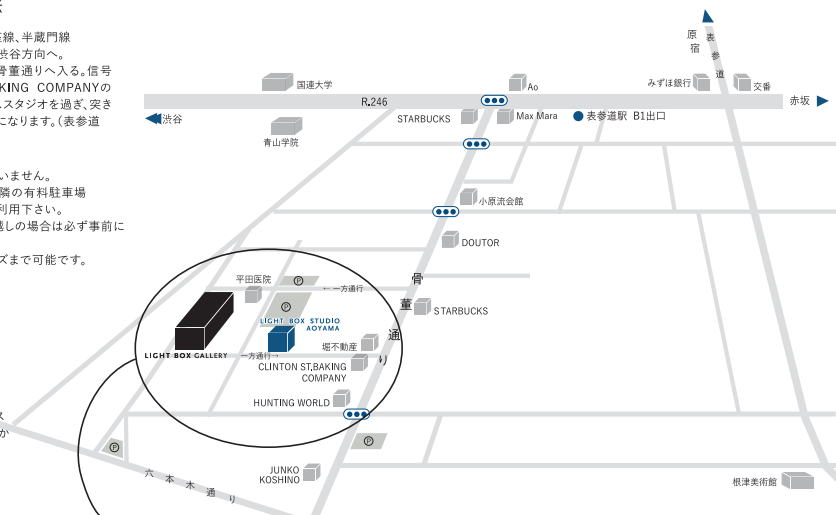 線、半蔵門線
渋谷方向へ。
骨董通りへ入る。信号
KING COMPANYの
スタジオを過ぎ、突き
になります。(表参道
いません。
隣の有料駐車場
利用下さい。
越しの場合は必ず事前に
ズまで可能です。
ス
か
原宿
表参道
国連大学
Ao
みずほ銀行
交番
R.246
赤坂
渋谷
STARBUCKS
Max Mara
表参道駅 B1出口
青山学院
小原流会館
DOUTOR
平田医院
P
←一方通行
P
骨董通り
STARBUCKS
LIGHT BOX STUDIO
AOYAMA
堀不動産
LIGHT BOX GALLERY
一方通行→
CLINTON ST.BAKING
COMPANY
HUNTING WORLD
P
P
JUNKO
KOSHINO
六本木通り
根津美術館